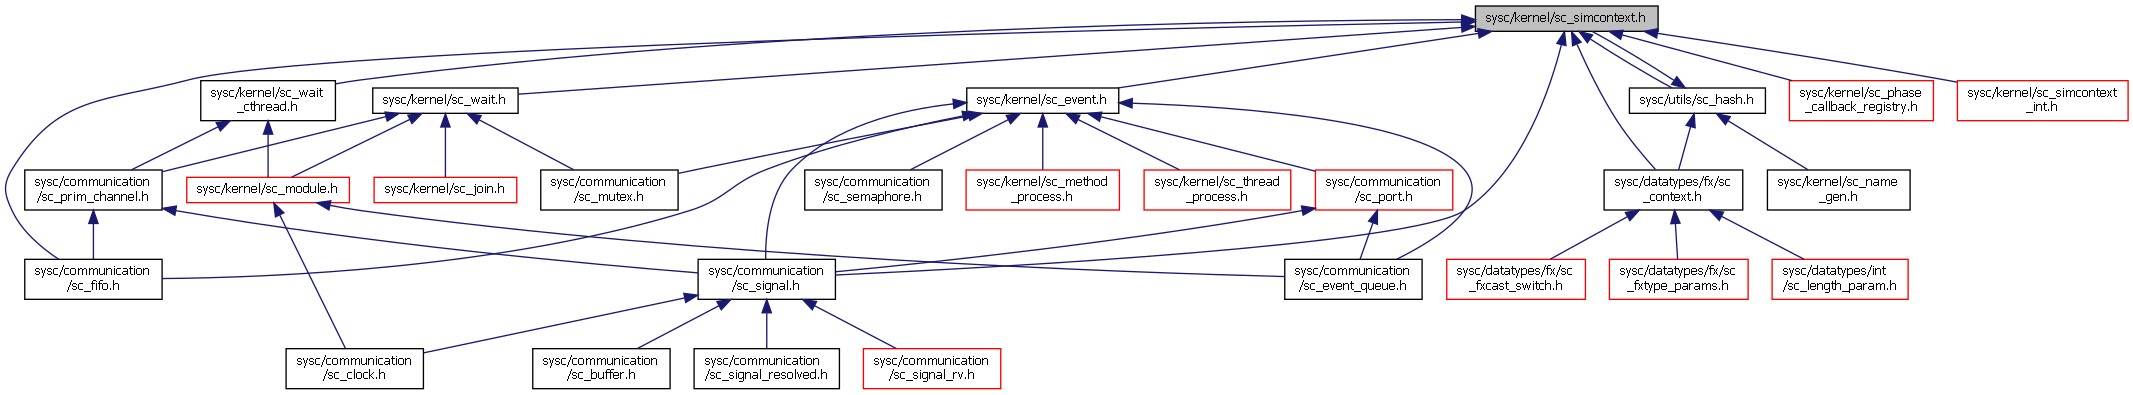 sysc/kernel/sc_simcontext.h
sysc/kernel/sc_wait
_cthread.h
sysc/kernel/sc_wait.h
sysc/kernel/sc_event.h
sysc/utils/sc_hash.h
sysc/kernel/sc_phase
_callback_registry.h
sysc/kernel/sc_simcontext
_int.h
sysc/communication
/sc_prim_channel.h
sysc/kernel/sc_module.h
sysc/kernel/sc_join.h
sysc/communication
/sc_mutex.h
sysc/communication
/sc_semaphore.h
sysc/kernel/sc_method
_process.h
sysc/kernel/sc_thread
_process.h
sysc/communication
/sc_port.h
sysc/datatypes/fx/sc
_context.h
sysc/kernel/sc_name
_gen.h
sysc/communication
/sc_fifo.h
sysc/communication
/sc_signal.h
sysc/communication
/sc_event_queue.h
sysc/datatypes/fx/sc
_fxcast_switch.h
sysc/datatypes/fx/sc
_fxtype_params.h
sysc/datatypes/int
/sc_length_param.h
sysc/communication
/sc_clock.h
sysc/communication
/sc_buffer.h
sysc/communication
/sc_signal_resolved.h
sysc/communication
/sc_signal_rv.h